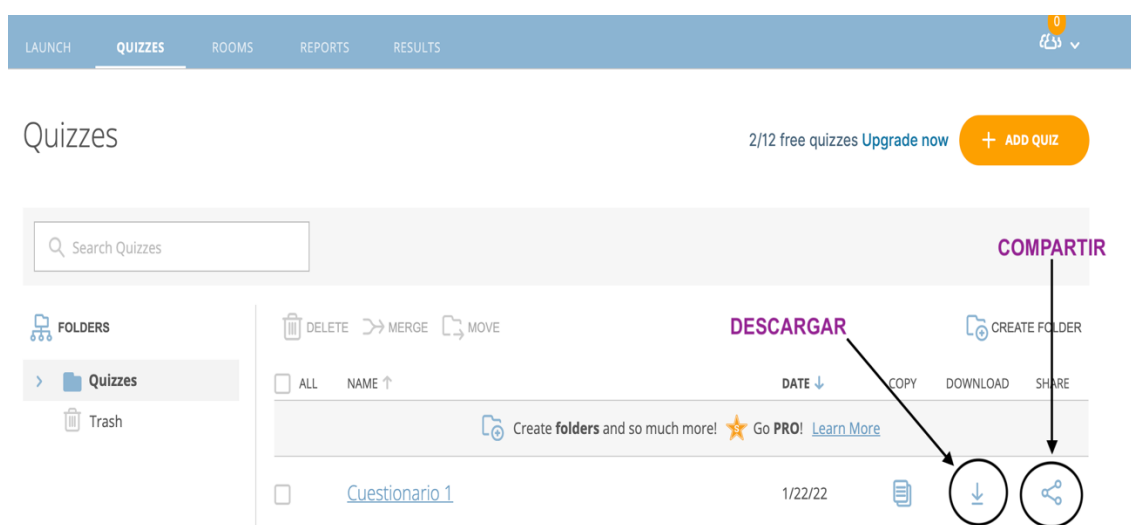 0
LAUNCH QUIZZES ROOMS REPORTS RESULTS
Quizzes
2/12 free quizzes Upgrade now
+ ADD QUIZ
Search Quizzes
COMPARTIR
FOLDERS
DELETE MERGE MOVE
DESCARGAR
CREATE FOLDER
Quizzes
ALL NAME ↑ DATE ↓ COPY DOWNLOAD SHARE
Trash
Create folders and so much more! S Go PRO! Learn More
Cuestionario 1 1/22/22